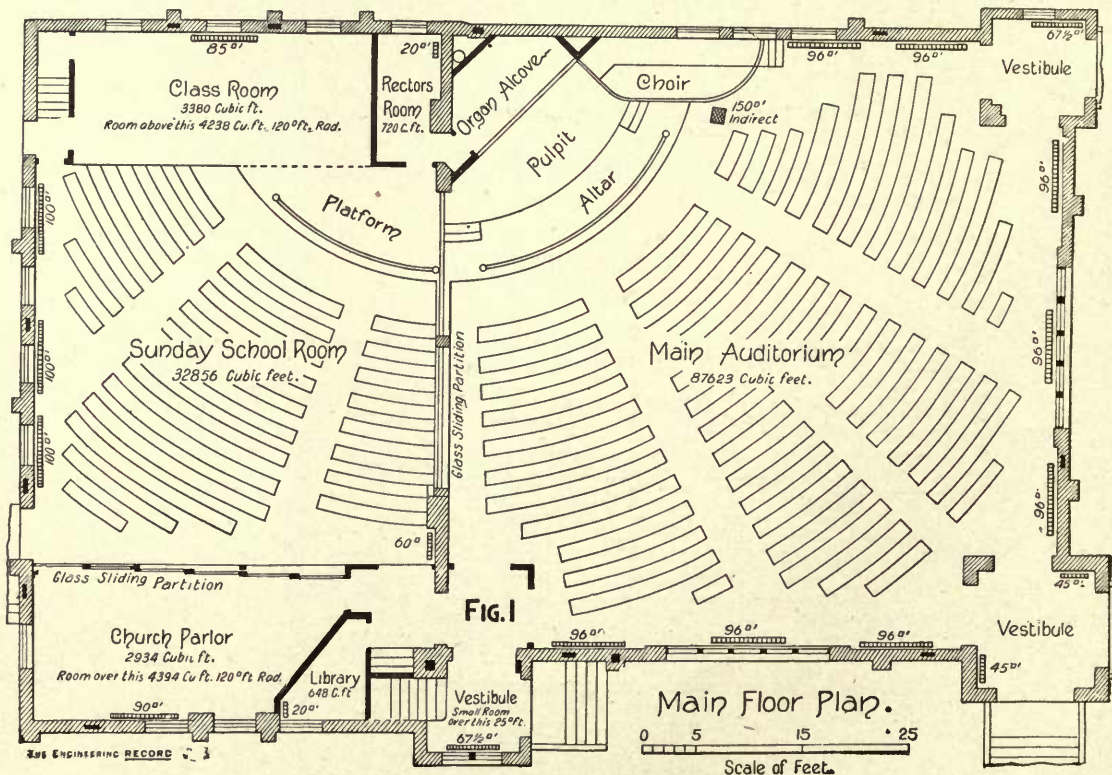 85□'
20□'
67½□'
Class Room
3380 Cubic ft.
Room above this 4238 Cu.ft. 120□ft. Rad.
Rectors
Room
720 C.ft.
Organ Alcove
Choir
96□'
96□'
Vestibule
150□'
Indirect
Pulpit
Altar
Platform
100□'
96□'
Sunday School Room
32856 Cubic feet.
Main Auditorium
87623 Cubic feet.
100□'
96□'
Glass Sliding Partition
100□'
96□'
60□
Glass Sliding Partition
FIG.1
45□'
Church Parlor
2934 Cubic ft.
Room over this 4394 Cu ft. 120□ft Rad.
Library
648 C.ft
96□'
96□'
96□'
Vestibule
45□'
90□'
20□'
Vestibule
Small Room
over this 25□ft.
67½□'
Main Floor Plan.
0 5 15 25
Scale of Feet.
THE ENGINEERING RECORD